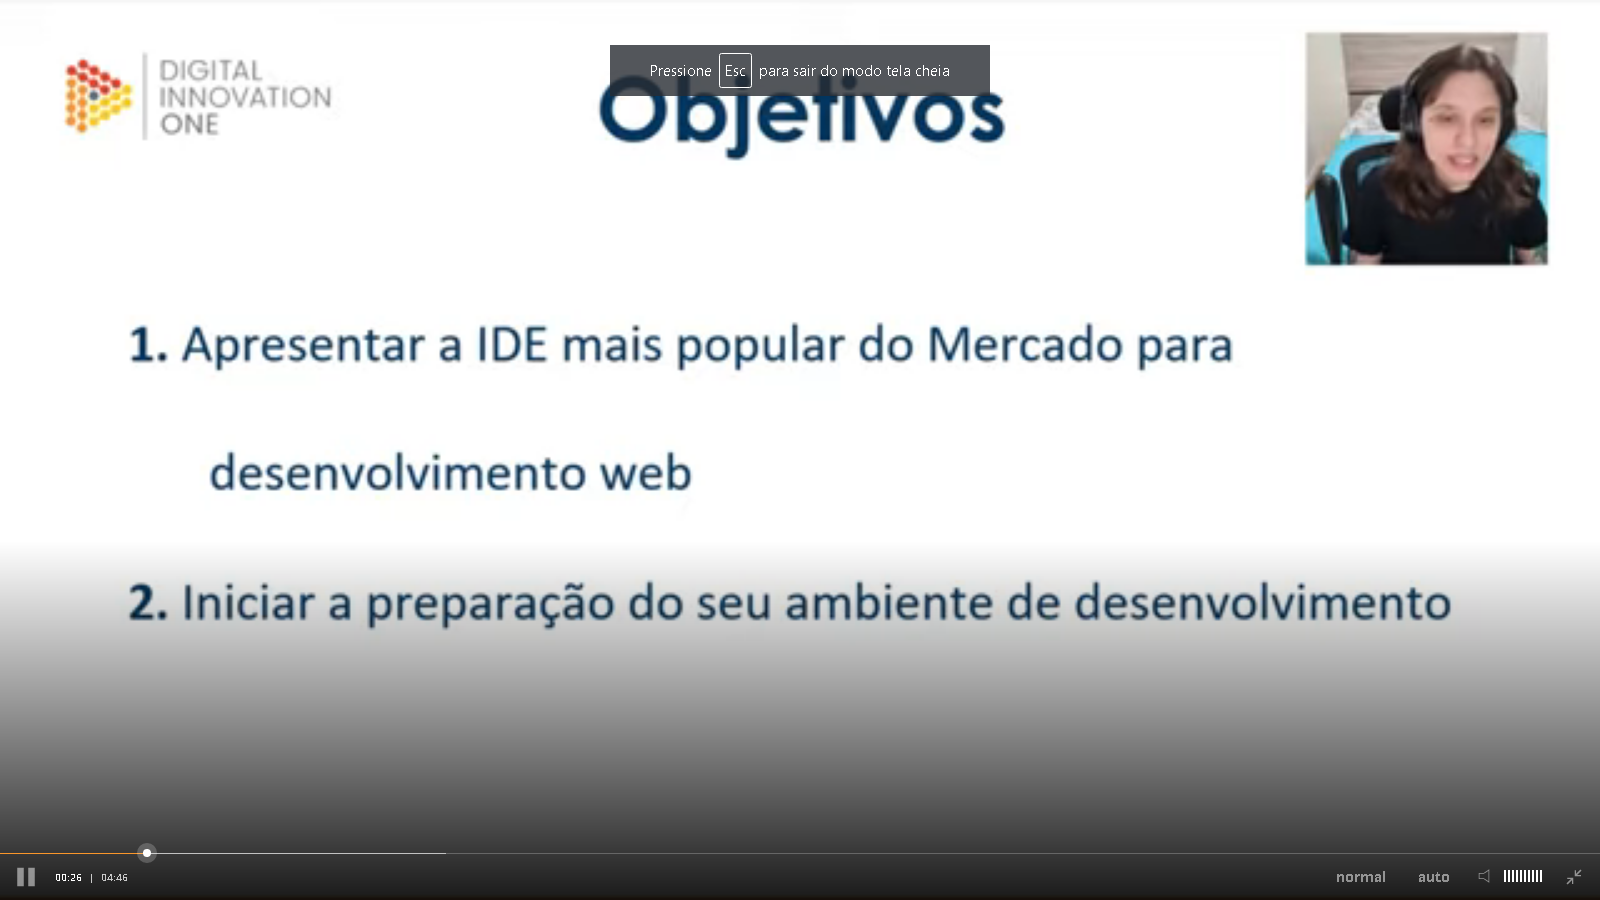 DIGITAL
INNOVATION
ONE
Pressione Esc para sair do modo tela cheia
Objetivos
1. Apresentar a IDE mais popular do Mercado para
desenvolvimento web
2. Iniciar a preparação do seu ambiente de desenvolvimento
00:26 | 04:46
normal auto